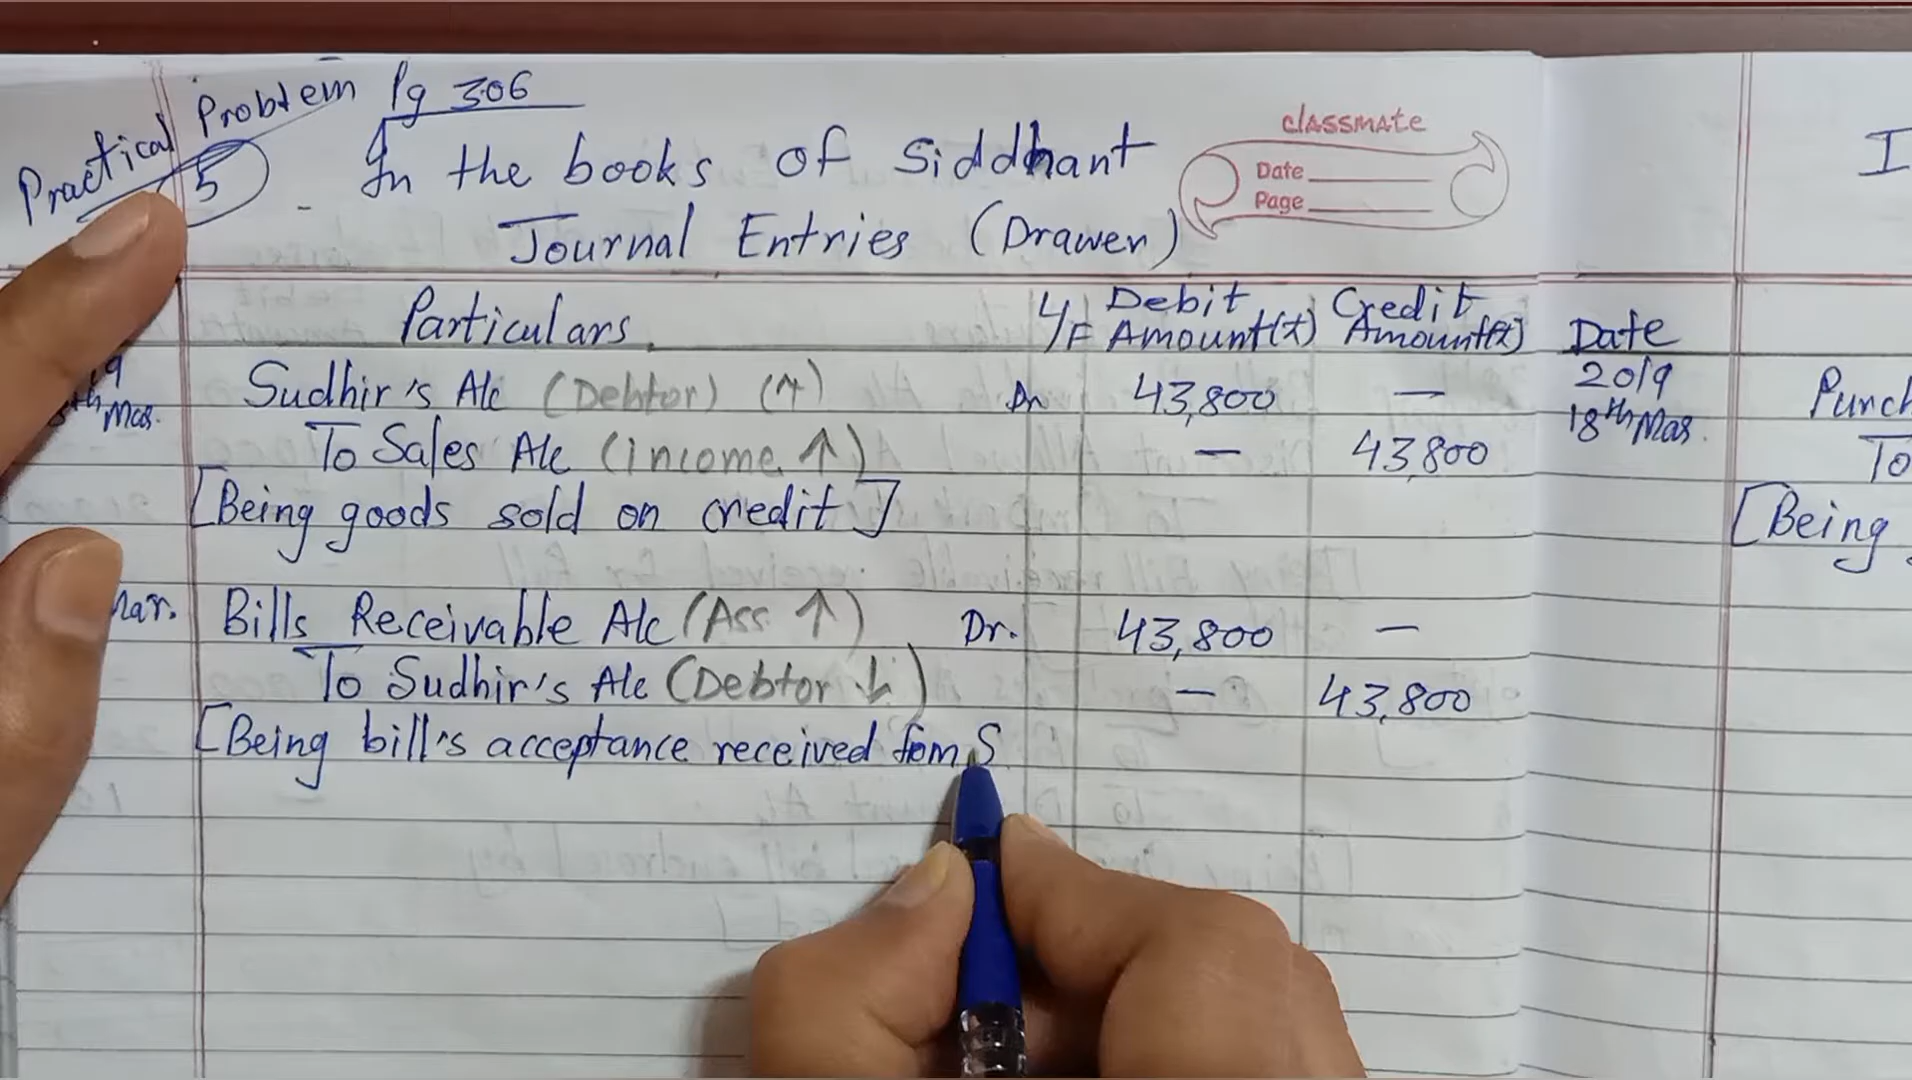 Practical Problem Pg 306
5
In the books of Siddhant
Journal Entries (Drawer)
classmate
Date
Page
Particulars L/F Debit Amount(₹) Credit Amount(₹) Date
2019
Sudhir's A/c (Debtor) (↑) Dr 43,800 — 18th Mar.
Mar.
To Sales A/c (income ↑) — 43,800
[Being goods sold on credit]
Mar. Bills Receivable A/c (Ass ↑) Dr. 43,800 —
To Sudhir's A/c (Debtor ↓) — 43,800
[Being bill's acceptance received from S
I
Purch
To
[Being